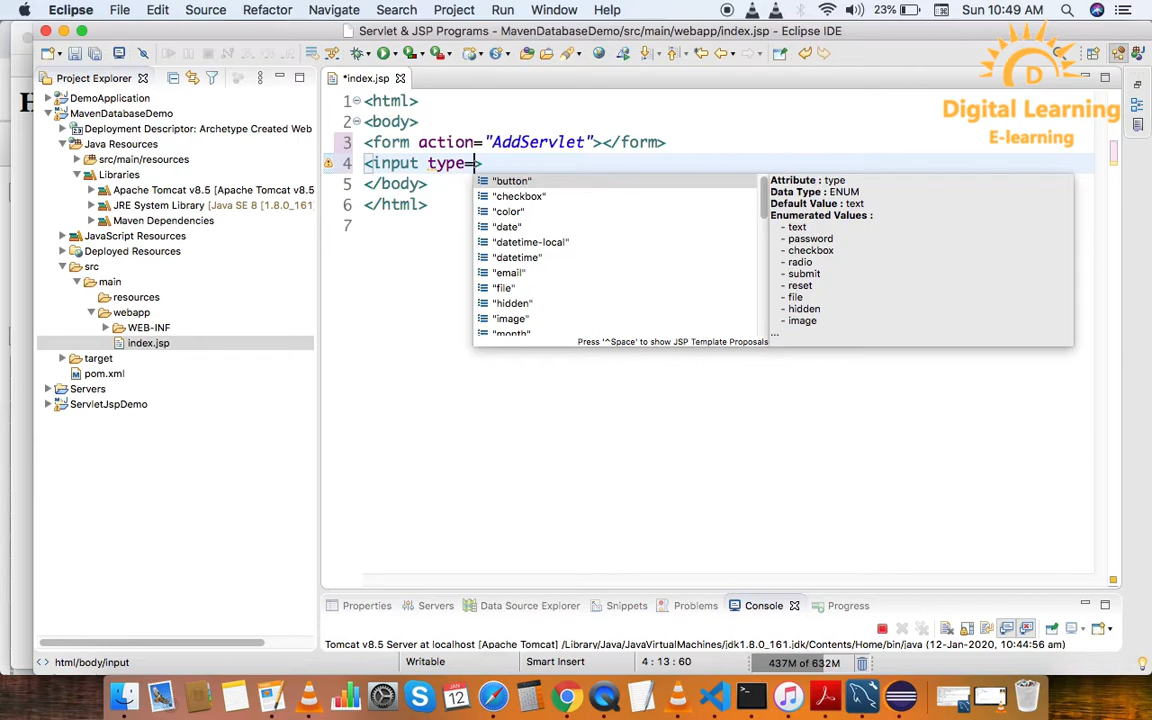 Eclipse File Edit Source Refactor Navigate Search Project Run Window Help 23% Sun 10:49 AM
Servlet & JSP Programs - MavenDatabaseDemo/src/main/webapp/index.jsp - Eclipse IDE
D
Digital Learning
E-learning
Project Explorer
DemoApplication
MavenDatabaseDemo
Deployment Descriptor: Archetype Created Web
Java Resources
src/main/resources
Libraries
Apache Tomcat v8.5 [Apache Tomcat v8.5]
JRE System Library [Java SE 8 [1.8.0_161]
Maven Dependencies
JavaScript Resources
Deployed Resources
src
main
resources
webapp
WEB-INF
index.jsp
target
pom.xml
Servers
ServletJspDemo
*index.jsp
1 <html>
2 <body>
3 <form action="AddServlet"></form>
4 <input type=>
5 </body>
6 </html>
7
"button"
"checkbox"
"color"
"date"
"datetime-local"
"datetime"
"email"
"file"
"hidden"
"image"
"month"
Press '^Space' to show JSP Template Proposals
Attribute : type
Data Type : ENUM
Default Value : text
Enumerated Values :
- text
- password
- checkbox
- radio
- submit
- reset
- file
- hidden
- image
...
Properties Servers Data Source Explorer Snippets Problems Console Progress
Tomcat v8.5 Server at localhost [Apache Tomcat] /Library/Java/JavaVirtualMachines/jdk1.8.0_161.jdk/Contents/Home/bin/java (12-Jan-2020, 10:44:56 am)
html/body/input Writable Smart Insert 4 : 13 : 60 437M of 632M
JAN
12